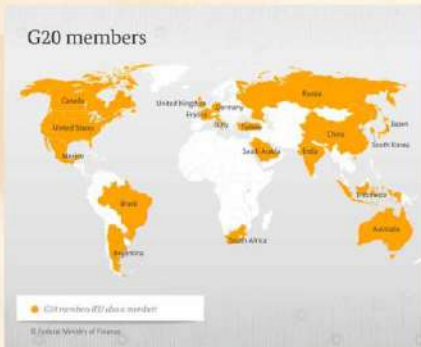 G20 members
Canada
United States
Mexico
Brazil
Argentina
United Kingdom
France
Germany
Italy
Turkey
Saudi Arabia
South Africa
Russia
China
India
Japan
South Korea
Indonesia
Australia
G20 members (EU also a member)
© Federal Ministry of Finance